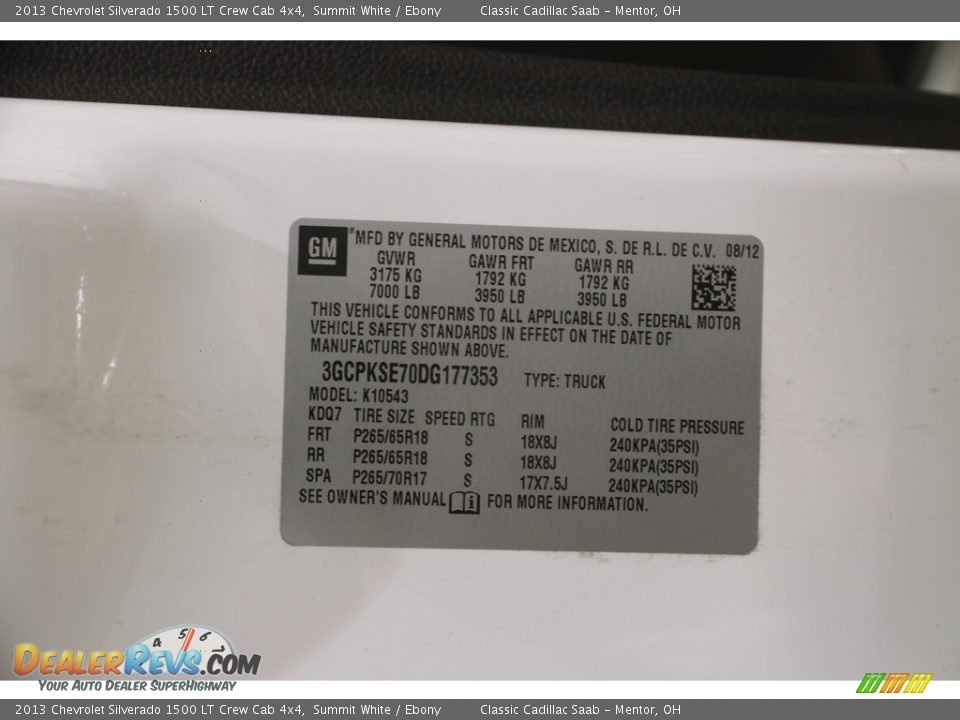 2013 Chevrolet Silverado 1500 LT Crew Cab 4x4, Summit White / Ebony Classic Cadillac Saab - Mentor, OH
GM *MFD BY GENERAL MOTORS DE MEXICO, S. DE R.L. DE C.V. 08/12
GVWR GAWR FRT GAWR RR
3175 KG 1792 KG 1792 KG
7000 LB 3950 LB 3950 LB
THIS VEHICLE CONFORMS TO ALL APPLICABLE U.S. FEDERAL MOTOR
VEHICLE SAFETY STANDARDS IN EFFECT ON THE DATE OF
MANUFACTURE SHOWN ABOVE.
3GCPKSE70DG177353 TYPE: TRUCK
MODEL: K10543
KDQ7 TIRE SIZE SPEED RTG RIM COLD TIRE PRESSURE
FRT P265/65R18 S 18X8J 240KPA(35PSI)
RR P265/65R18 S 18X8J 240KPA(35PSI)
SPA P265/70R17 S 17X7.5J 240KPA(35PSI)
SEE OWNER'S MANUAL i FOR MORE INFORMATION.
4 5 6 7
DEALERREVS.COM
YOUR AUTO DEALER SUPERHIGHWAY
2013 Chevrolet Silverado 1500 LT Crew Cab 4x4, Summit White / Ebony Classic Cadillac Saab - Mentor, OH